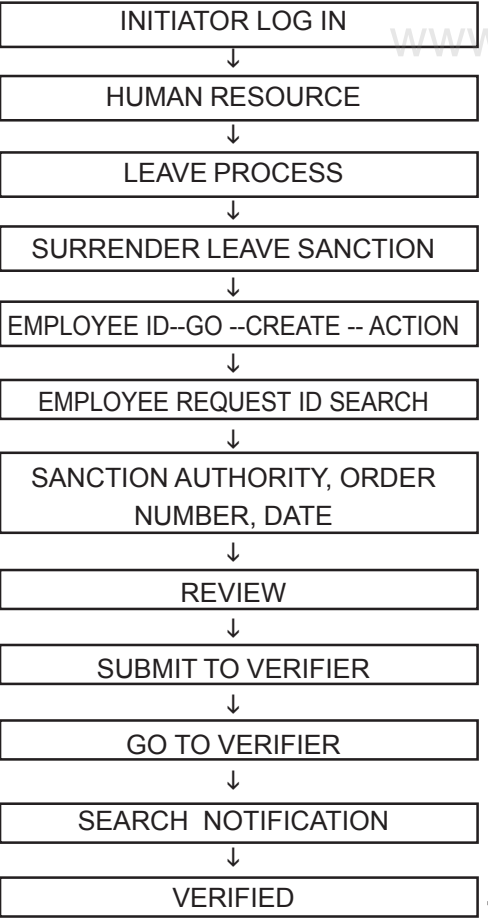 INITIATOR LOG IN
www
↓
HUMAN RESOURCE
↓
LEAVE PROCESS
↓
SURRENDER LEAVE SANCTION
↓
EMPLOYEE ID--GO --CREATE -- ACTION
↓
EMPLOYEE REQUEST ID SEARCH
↓
SANCTION AUTHORITY, ORDER
NUMBER, DATE
↓
REVIEW
↓
SUBMIT TO VERIFIER
↓
GO TO VERIFIER
↓
SEARCH NOTIFICATION
↓
VERIFIED